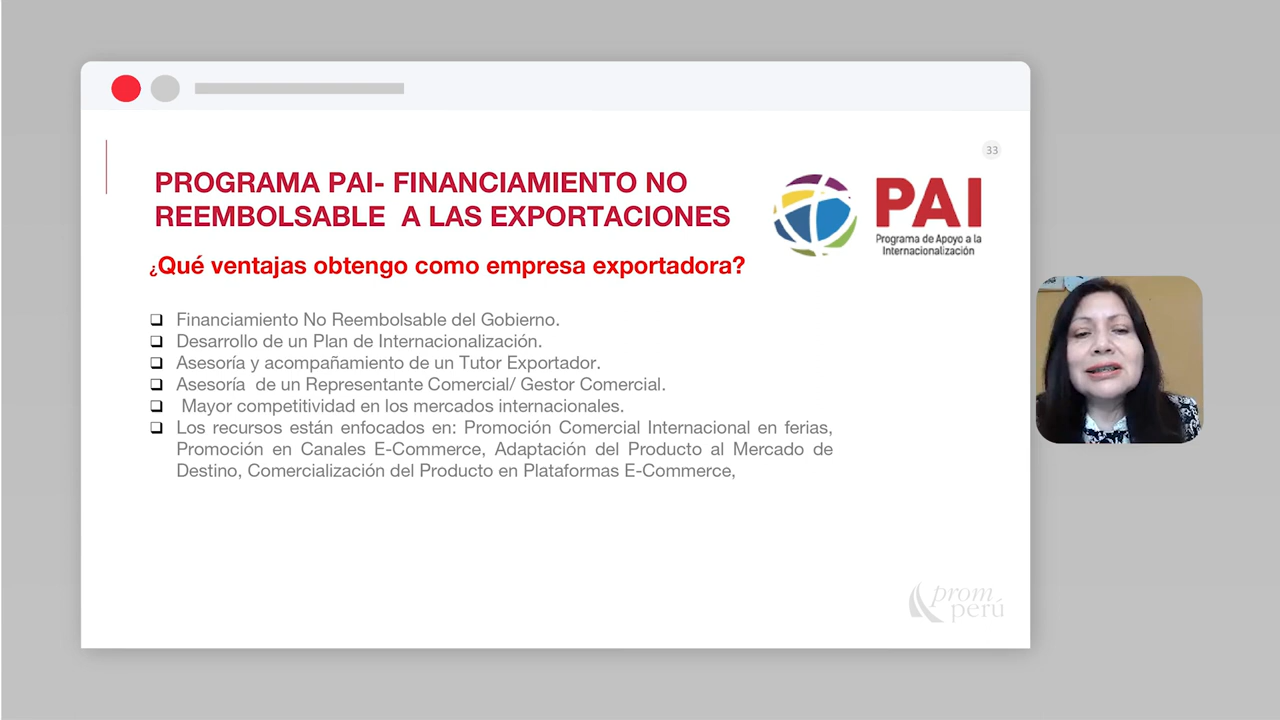 33
PROGRAMA PAI- FINANCIAMIENTO NO
REEMBOLSABLE A LAS EXPORTACIONES
PAI
Programa de Apoyo a la
Internacionalización
¿Qué ventajas obtengo como empresa exportadora?
Financiamiento No Reembolsable del Gobierno.
Desarrollo de un Plan de Internacionalización.
Asesoría y acompañamiento de un Tutor Exportador.
Asesoría de un Representante Comercial/ Gestor Comercial.
Mayor competitividad en los mercados internacionales.
Los recursos están enfocados en: Promoción Comercial Internacional en ferias,
Promoción en Canales E-Commerce, Adaptación del Producto al Mercado de
Destino, Comercialización del Producto en Plataformas E-Commerce,
prom
perú